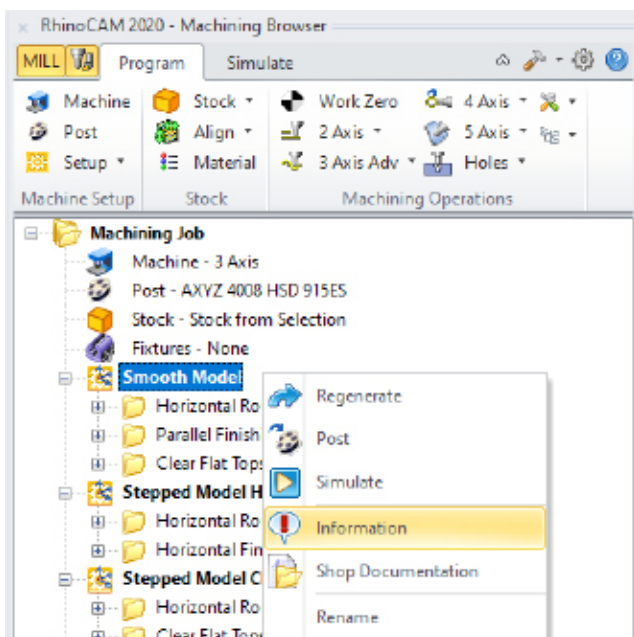 RhinoCAM 2020 - Machining Browser
MILL Program Simulate
Machine Stock Work Zero 4 Axis
Post Align 2 Axis 5 Axis
Setup Material 3 Axis Adv Holes
Machine Setup Stock Machining Operations
Machining Job
Machine - 3 Axis
Post - AXYZ 4008 HSD 915ES
Stock - Stock from Selection
Fixtures - None
Smooth Model
Regenerate
Horizontal Ro
Parallel Finish
Post
Clear Flat Tops
Simulate
Stepped Model H
Horizontal Ro
Information
Horizontal Fin
Shop Documentation
Stepped Model C
Horizontal Ro
Rename
Clear Flat Tops